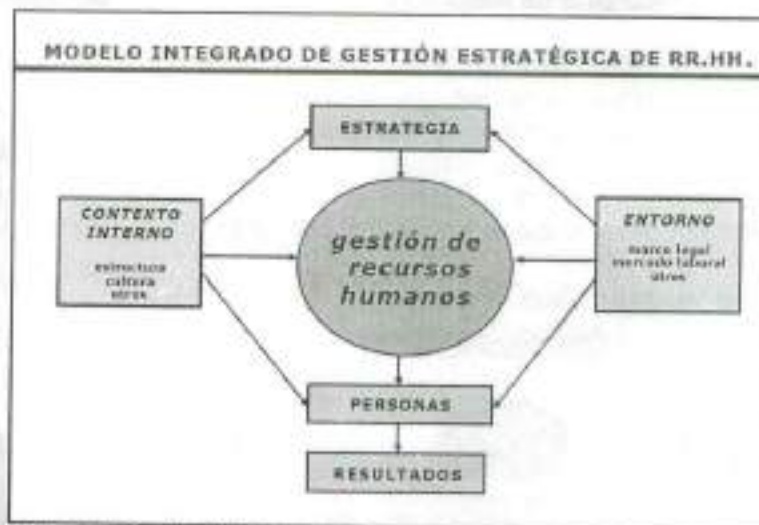 MODELO INTEGRADO DE GESTIÓN ESTRATÉGICA DE RR.HH.
ESTRATEGIA
CONTEXTO
INTERNO
estructura
cultura
otros
gestión de
recursos
humanos
ENTORNO
marco legal
mercado laboral
otros
PERSONAS
RESULTADOS